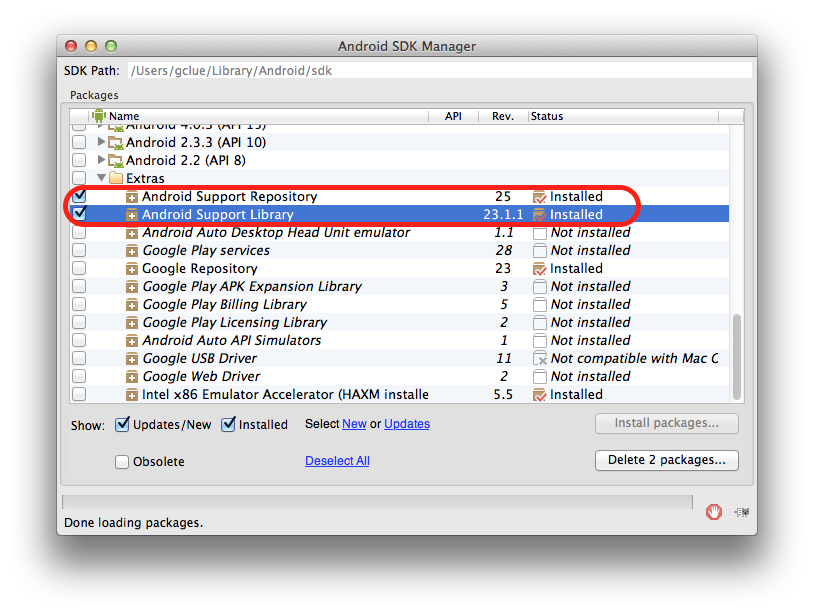 Android SDK Manager
SDK Path: /Users/gclue/Library/Android/sdk
Packages
Name API Rev. Status
Android 4.0.3 (API 15)
Android 2.3.3 (API 10)
Android 2.2 (API 8)
Extras
Android Support Repository 25 Installed
Android Support Library 23.1.1 Installed
Android Auto Desktop Head Unit emulator 1.1 Not installed
Google Play services 28 Not installed
Google Repository 23 Installed
Google Play APK Expansion Library 3 Not installed
Google Play Billing Library 5 Not installed
Google Play Licensing Library 2 Not installed
Android Auto API Simulators 1 Not installed
Google USB Driver 11 Not compatible with Mac O
Google Web Driver 2 Not installed
Intel x86 Emulator Accelerator (HAXM installe 5.5 Installed
Show: Updates/New Installed Select New or Updates Install packages...
Obsolete Deselect All Delete 2 packages...
Done loading packages.